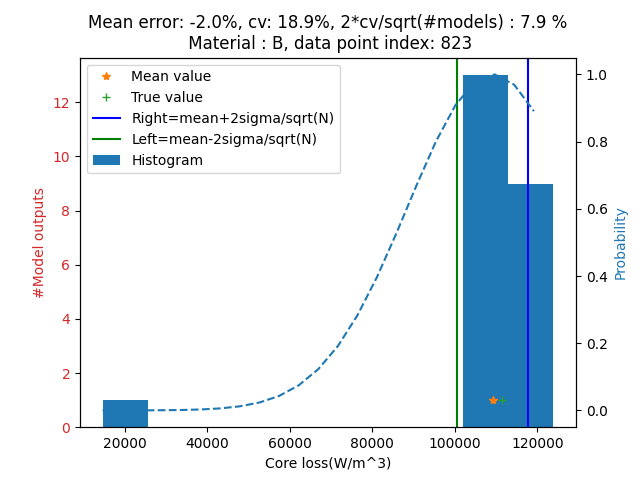 Mean error: -2.0%, cv: 18.9%, 2*cv/sqrt(#models) : 7.9 %
Material : B, data point index: 823
Mean value
True value
Right=mean+2sigma/sqrt(N)
Left=mean-2sigma/sqrt(N)
Histogram
#Model outputs
0
2
4
6
8
10
12
Probability
0.0
0.2
0.4
0.6
0.8
1.0
20000 40000 60000 80000 100000 120000
Core loss(W/m^3)